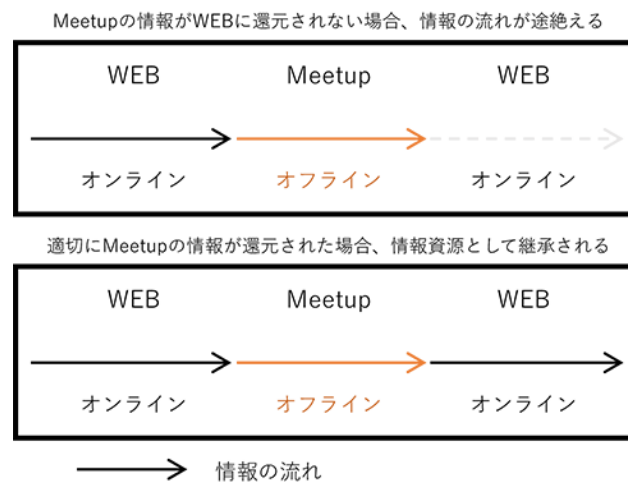 Meetupの情報がWEBに還元されない場合、情報の流れが途絶える
WEB Meetup WEB
オンライン オフライン オンライン
適切にMeetupの情報が還元された場合、情報資源として継承される
WEB Meetup WEB
オンライン オフライン オンライン
情報の流れ